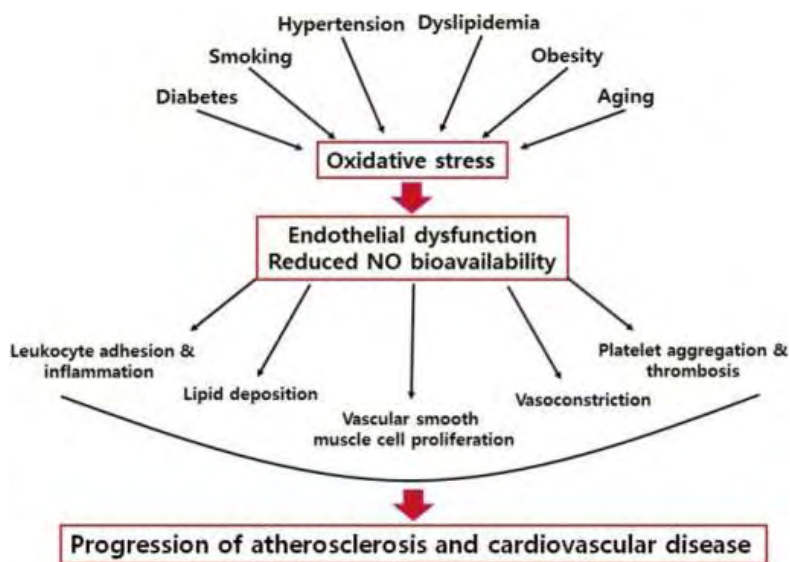 Hypertension
Dyslipidemia
Smoking
Obesity
Diabetes
Aging
Oxidative stress
Endothelial dysfunction
Reduced NO bioavailability
Leukocyte adhesion &
inflammation
Lipid deposition
Vascular smooth
muscle cell proliferation
Vasoconstriction
Platelet aggregation &
thrombosis
Progression of atherosclerosis and cardiovascular disease